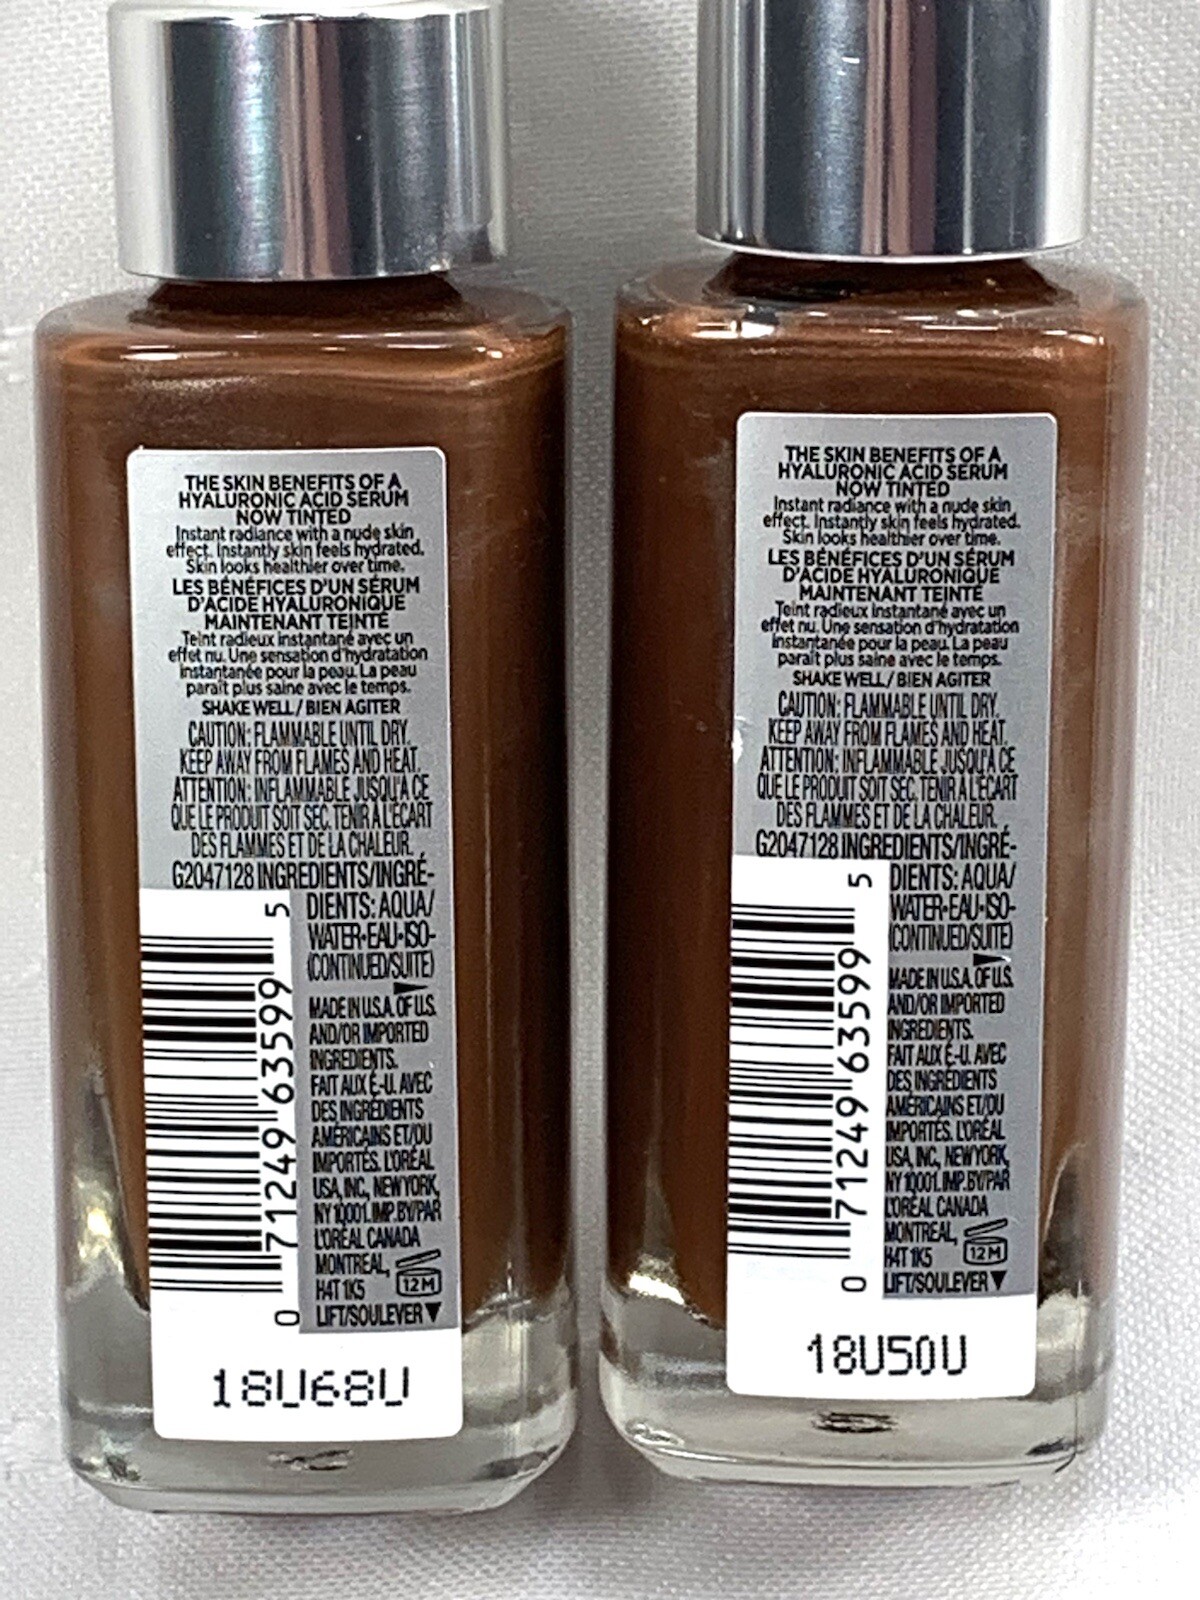 THE SKIN BENEFITS OF A
HYALURONIC ACID SERUM
NOW TINTED
Instant radiance with a nude skin
effect. Instantly skin feels hydrated.
Skin looks healthier over time.
LES BÉNÉFICES D'UN SÉRUM
D'ACIDE HYALURONIQUE
MAINTENANT TEINTÉ
Teint radieux instantané avec un
effet nu. Une sensation d'hydratation
instantanée pour la peau. La peau
paraît plus saine avec le temps.
SHAKE WELL / BIEN AGITER
CAUTION: FLAMMABLE UNTIL DRY.
KEEP AWAY FROM FLAMES AND HEAT.
ATTENTION: INFLAMMABLE JUSQU'À CE
QUE LE PRODUIT SOIT SEC. TENIR À L'ÉCART
DES FLAMMES ET DE LA CHALEUR.
G2047128 INGREDIENTS/INGRÉ-
DIENTS: AQUA/
WATER•EAU•ISO-
(CONTINUED/SUITE)
MADE IN U.S.A. OF U.S.
AND/OR IMPORTED
INGREDIENTS.
FAIT AUX É.-U. AVEC
DES INGRÉDIENTS
AMÉRICAINS ET/OU
IMPORTÉS. L'ORÉAL
USA, INC., NEW YORK,
NY 10001. IMP. BY/PAR
L'ORÉAL CANADA
MONTREAL,
H4T 1K5
12M
LIFT/SOULEVER
0 71249 63599 5
18U68U
THE SKIN BENEFITS OF A
HYALURONIC ACID SERUM
NOW TINTED
Instant radiance with a nude skin
effect. Instantly skin feels hydrated.
Skin looks healthier over time.
LES BÉNÉFICES D'UN SÉRUM
D'ACIDE HYALURONIQUE
MAINTENANT TEINTÉ
Teint radieux instantané avec un
effet nu. Une sensation d'hydratation
instantanée pour la peau. La peau
paraît plus saine avec le temps.
SHAKE WELL / BIEN AGITER
CAUTION: FLAMMABLE UNTIL DRY.
KEEP AWAY FROM FLAMES AND HEAT.
ATTENTION: INFLAMMABLE JUSQU'À CE
QUE LE PRODUIT SOIT SEC. TENIR À L'ÉCART
DES FLAMMES ET DE LA CHALEUR.
G2047128 INGREDIENTS/INGRÉ-
DIENTS: AQUA/
WATER•EAU•ISO-
(CONTINUED/SUITE)
MADE IN U.S.A. OF U.S.
AND/OR IMPORTED
INGREDIENTS.
FAIT AUX É.-U. AVEC
DES INGRÉDIENTS
AMÉRICAINS ET/OU
IMPORTÉS. L'ORÉAL
USA, INC., NEW YORK,
NY 10001. IMP. BY/PAR
L'ORÉAL CANADA
MONTREAL,
H4T 1K5
12M
LIFT/SOULEVER
0 71249 63599 5
18U50U